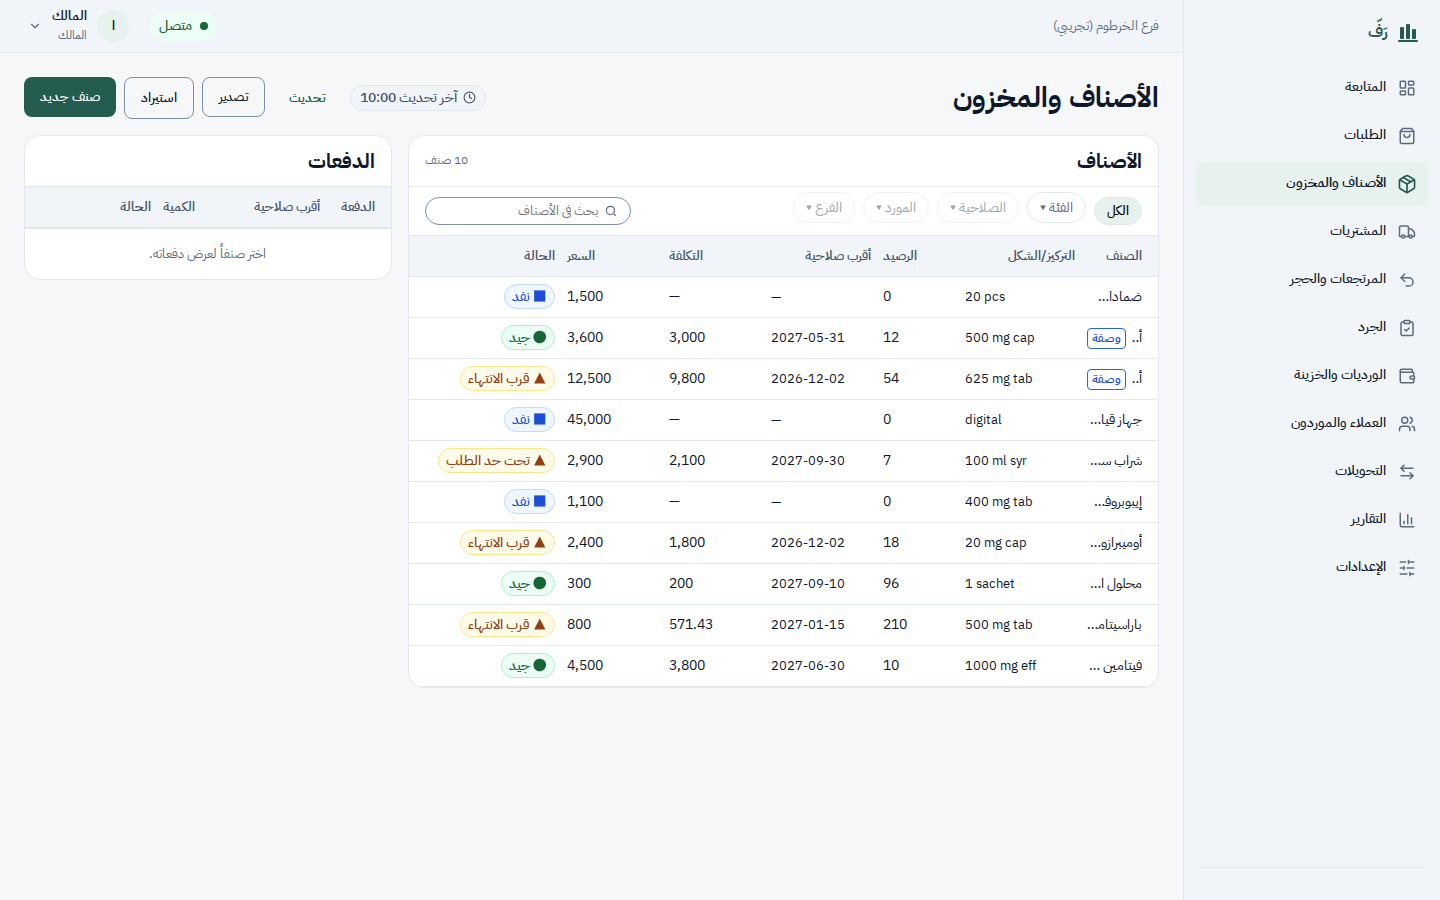 رَفّ
المتابعة
الطلبات
الأصناف والمخزون
المشتريات
المرتجعات والحجر
الجرد
الورديات والخزينة
العملاء والموردون
التحويلات
التقارير
الإعدادات
فرع الخرطوم (تجريبي)
متصل
ا
المالك
المالك
الأصناف والمخزون
آخر تحديث 10:00
تحديث
تصدير
استيراد
صنف جديد
الأصناف
10 صنف
الكل
الفئة ▾
الصلاحية ▾
المورد ▾
الفرع ▾
بحث في الأصناف
الصنف التركيز/الشكل الرصيد أقرب صلاحية التكلفة السعر الحالة
ضمادا... 20 pcs 0 — — 1,500 نفد
أ.. وصفة 500 mg cap 12 2027-05-31 3,000 3,600 جيد
أ.. وصفة 625 mg tab 54 2026-12-02 9,800 12,500 قرب الانتهاء
جهاز قيا... digital 0 — — 45,000 نفد
شراب سـ... 100 ml syr 7 2027-09-30 2,100 2,900 تحت حد الطلب
إيبوبروفـ... 400 mg tab 0 — — 1,100 نفد
أوميبرازو... 20 mg cap 18 2026-12-02 1,800 2,400 قرب الانتهاء
محلول ا... 1 sachet 96 2027-09-10 200 300 جيد
باراسيتامـ... 500 mg tab 210 2027-01-15 571.43 800 قرب الانتهاء
فيتامين ... 1000 mg eff 10 2027-06-30 3,800 4,500 جيد
الدفعات
الدفعة أقرب صلاحية الكمية الحالة
اختر صنفاً لعرض دفعاته.